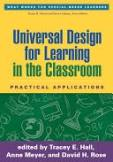 WHAT WORKS FOR SPECIAL-NEEDS LEARNERS
Universal Design
for Learning
in the Classroom
PRACTICAL APPLICATIONS
edited by Tracey E. Hall,
Anne Meyer, and David H. Rose